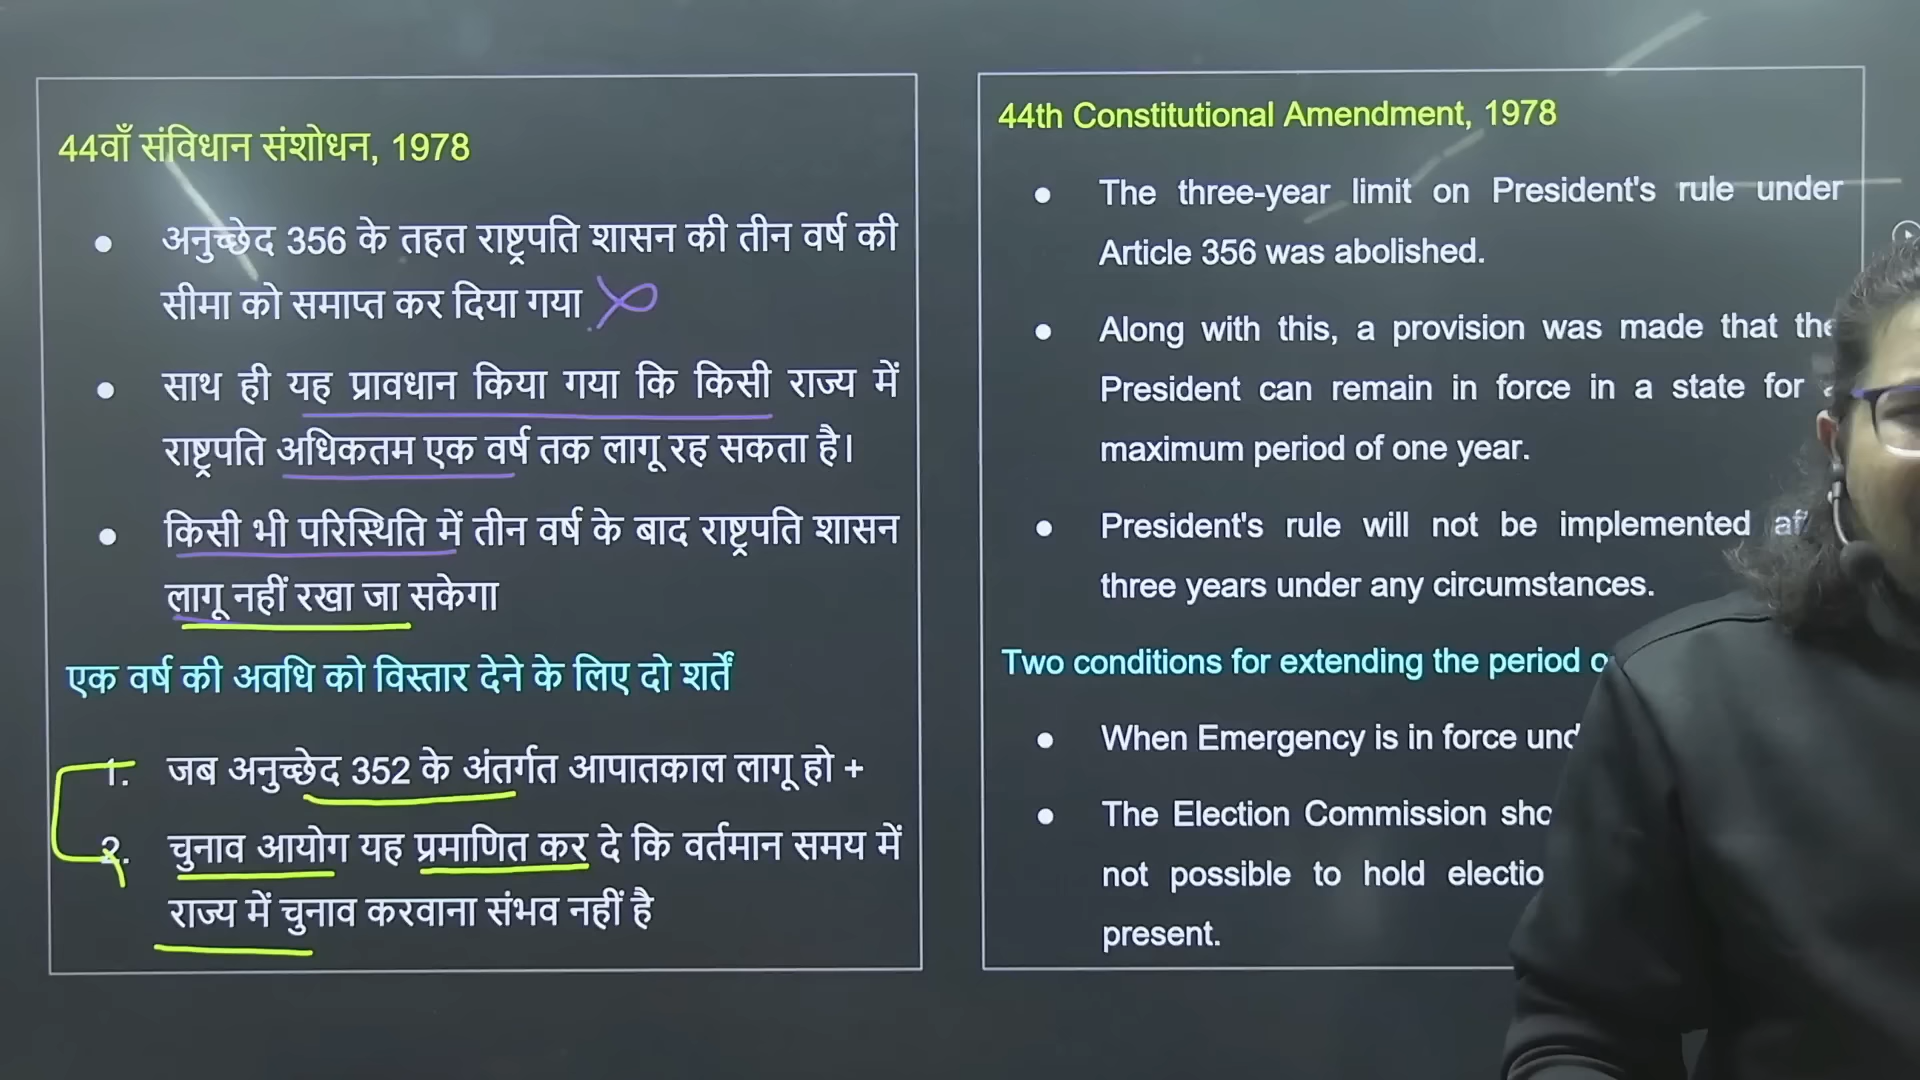 44वाँ संविधान संशोधन, 1978
● अनुच्छेद 356 के तहत राष्ट्रपति शासन की तीन वर्ष की
सीमा को समाप्त कर दिया गया
● साथ ही यह प्रावधान किया गया कि किसी राज्य में
राष्ट्रपति अधिकतम एक वर्ष तक लागू रह सकता है।
● किसी भी परिस्थिति में तीन वर्ष के बाद राष्ट्रपति शासन
लागू नहीं रखा जा सकेगा
एक वर्ष की अवधि को विस्तार देने के लिए दो शर्तें
1. जब अनुच्छेद 352 के अंतर्गत आपातकाल लागू हो +
2. चुनाव आयोग यह प्रमाणित कर दे कि वर्तमान समय में
राज्य में चुनाव करवाना संभव नहीं है
44th Constitutional Amendment, 1978
● The three-year limit on President's rule under
Article 356 was abolished.
● Along with this, a provision was made that the
President can remain in force in a state for
maximum period of one year.
● President's rule will not be implemented
three years under any circumstances.
Two conditions for extending the period
● When Emergency is in force
● The Election Commission
not possible to hold
present.